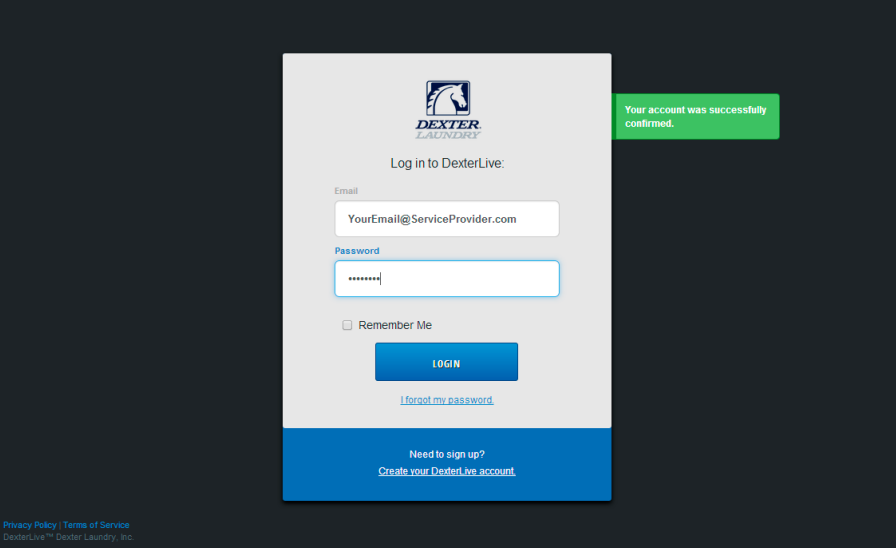 DEXTER
LAUNDRY
Your account was successfully
confirmed.
Log in to DexterLive:
Email
YourEmail@ServiceProvider.com
Password
••••••••
Remember Me
LOGIN
I forgot my password.
Need to sign up?
Create your DexterLive account.
Privacy Policy | Terms of Service
DexterLive™ Dexter Laundry, Inc.